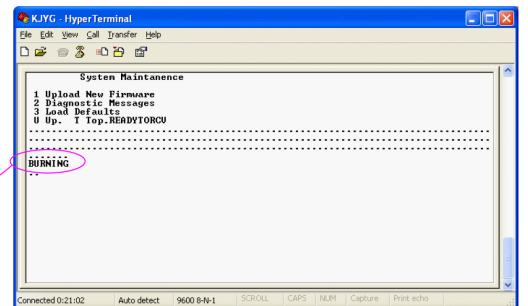 KJYG - HyperTerminal
File Edit View Call Transfer Help
System Maintanence
1 Upload New Firmware
2 Diagnostic Messages
3 Load Defaults
U Up. T Top.READYTORCV
................................................................................
................................................................................
................................................................................
.......
BURNING
..
Connected 0:21:02 Auto detect 9600 8-N-1 SCROLL CAPS NUM Capture Print echo